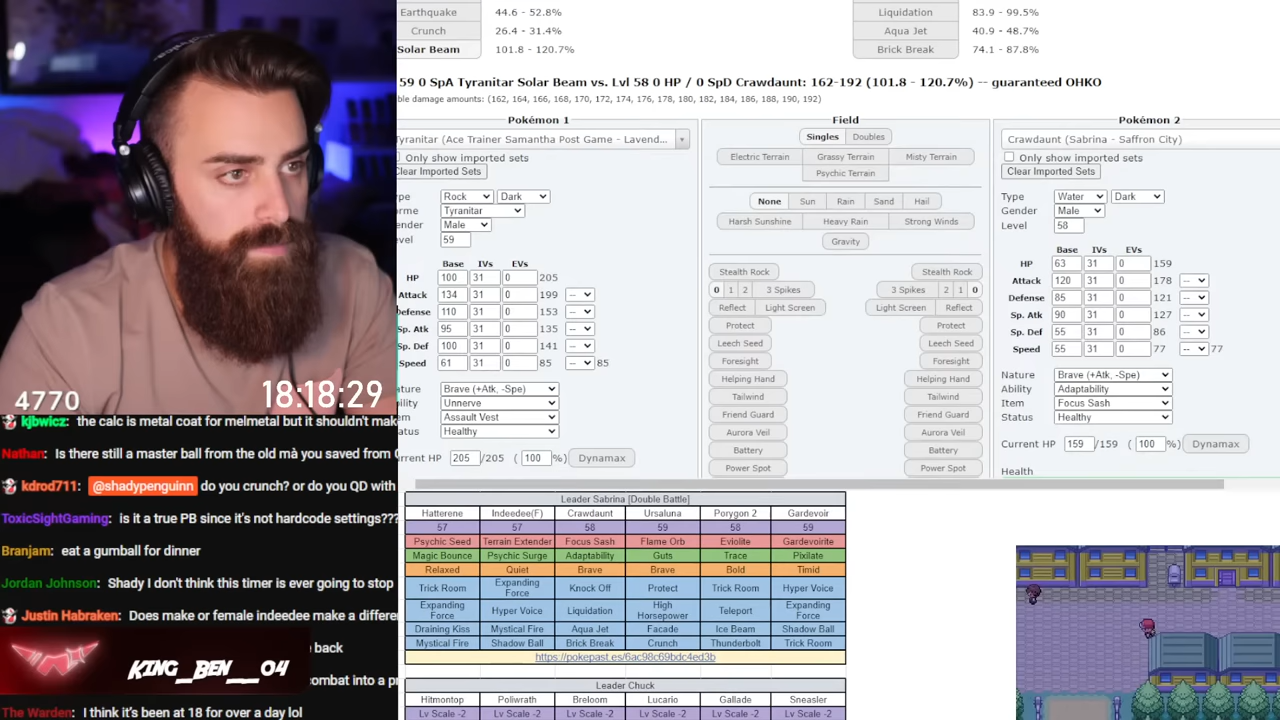 Earthquake 44.6 - 52.8% Liquidation 83.9 - 99.5%
Crunch 26.4 - 31.4% Aqua Jet 40.9 - 48.7%
Solar Beam 101.8 - 120.7% Brick Break 74.1 - 87.8%
59 0 SpA Tyranitar Solar Beam vs. Lvl 58 0 HP / 0 SpD Crawdaunt: 162-192 (101.8 - 120.7%) -- guaranteed OHKO
ble damage amounts: (162, 164, 166, 168, 170, 172, 174, 176, 178, 180, 182, 184, 186, 188, 190, 192)
Pokémon 1
Tyranitar (Ace Trainer Samantha Post Game - Lavend...
Only show imported sets
Clear Imported Sets
ype Rock Dark
orme Tyranitar
ender Male
evel 59
Base IVs EVs
HP 100 31 0 205
Attack 134 31 0 199 --
Defense 110 31 0 153 --
Sp. Atk 95 31 0 135 --
Sp. Def 100 31 0 141 --
Speed 61 31 0 85 -- 85
ature Brave (+Atk, -Spe)
bility Unnerve
em Assault Vest
tatus Healthy
urrent HP 205 /205 ( 100 %) Dynamax
Field
Singles Doubles
Electric Terrain Grassy Terrain Misty Terrain
Psychic Terrain
None Sun Rain Sand Hail
Harsh Sunshine Heavy Rain Strong Winds
Gravity
Stealth Rock Stealth Rock
0 1 2 3 Spikes 3 Spikes 2 1 0
Reflect Light Screen Light Screen Reflect
Protect Protect
Leech Seed Leech Seed
Foresight Foresight
Helping Hand Helping Hand
Tailwind Tailwind
Friend Guard Friend Guard
Aurora Veil Aurora Veil
Battery Battery
Power Spot Power Spot
Pokémon 2
Crawdaunt (Sabrina - Saffron City)
Only show imported sets
Clear Imported Sets
Type Water Dark
Gender Male
Level 58
Base IVs EVs
HP 63 31 0 159
Attack 120 31 0 178 --
Defense 85 31 0 121 --
Sp. Atk 90 31 0 127 --
Sp. Def 55 31 0 86 --
Speed 55 31 0 77 -- 77
Nature Brave (+Atk, -Spe)
Ability Adaptability
Item Focus Sash
Status Healthy
Current HP 159 /159 ( 100 %) Dynamax
Health
4770 18:18:29
kjbwicz: the calc is metal coat for melmetal but it shouldn't make
Nathan: Is there still a master ball from the old mà you saved from
kdrod711: @shadypenguinn do you crunch? or do you QD with
ToxicSightGaming: is it a true PB since it's not hardcode settings???
Branjam: eat a gumball for dinner
Jordan Johnson: Shady I don't think this timer is ever going to stop
Justin Habraken: Does make or female indeedee make a differe
back
KING_BEN__04
combat into a pr
The Warden: I think it's been at 18 for over a day lol
Leader Sabrina [Double Battle]
Hatterene Indeedee(F) Crawdaunt Ursaluna Porygon 2 Gardevoir
57 57 58 59 58 59
Psychic Seed Terrain Extender Focus Sash Flame Orb Eviolite Gardevoirite
Magic Bounce Psychic Surge Adaptability Guts Trace Pixilate
Relaxed Quiet Brave Brave Bold Timid
Trick Room Expanding Force Knock Off Protect Trick Room Hyper Voice
Expanding Force Hyper Voice Liquidation High Horsepower Teleport Expanding Force
Draining Kiss Mystical Fire Aqua Jet Facade Ice Beam Shadow Ball
Mystical Fire Shadow Ball Brick Break Crunch Thunderbolt Trick Room
https://pokepast.es/6ac98c69bdc4ed3b
Leader Chuck
Hitmontop Poliwrath Breloom Lucario Gallade Sneasler
Lv Scale -2 Lv Scale -2 Lv Scale -2 Lv Scale -2 Lv Scale -2 Lv Scale -2